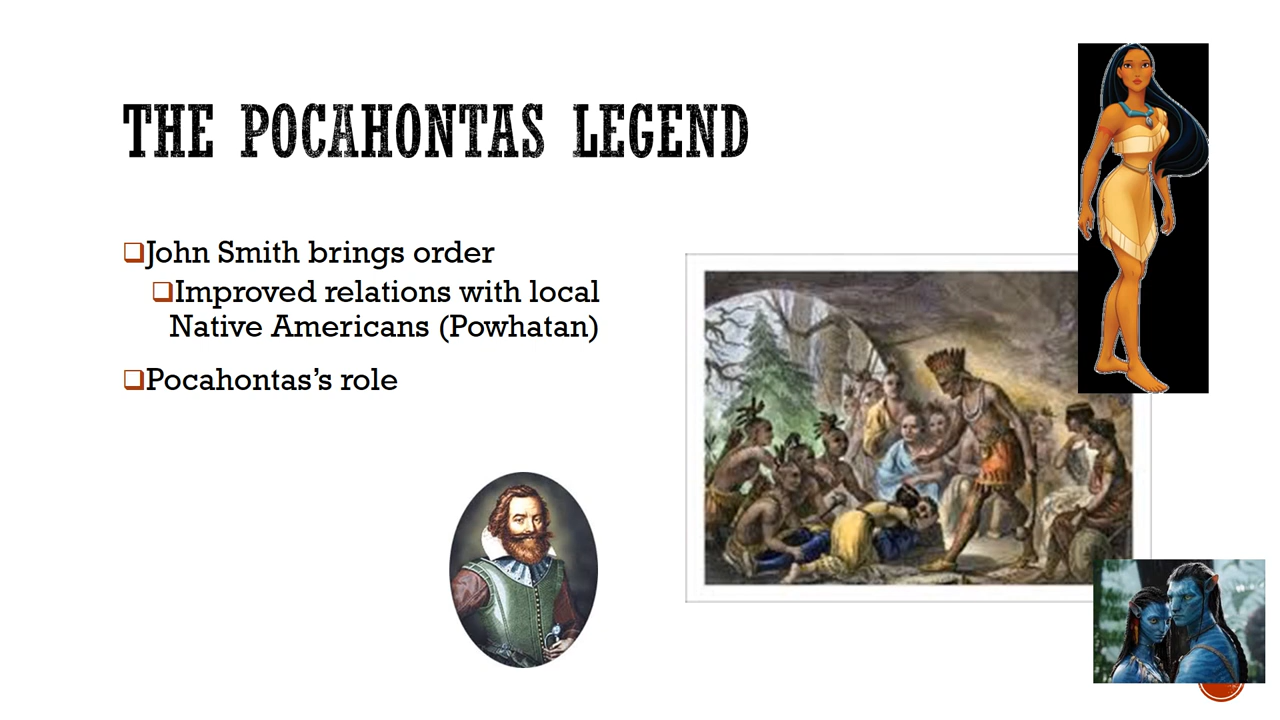 THE POCAHONTAS LEGEND
John Smith brings order
Improved relations with local
Native Americans (Powhatan)
Pocahontas’s role